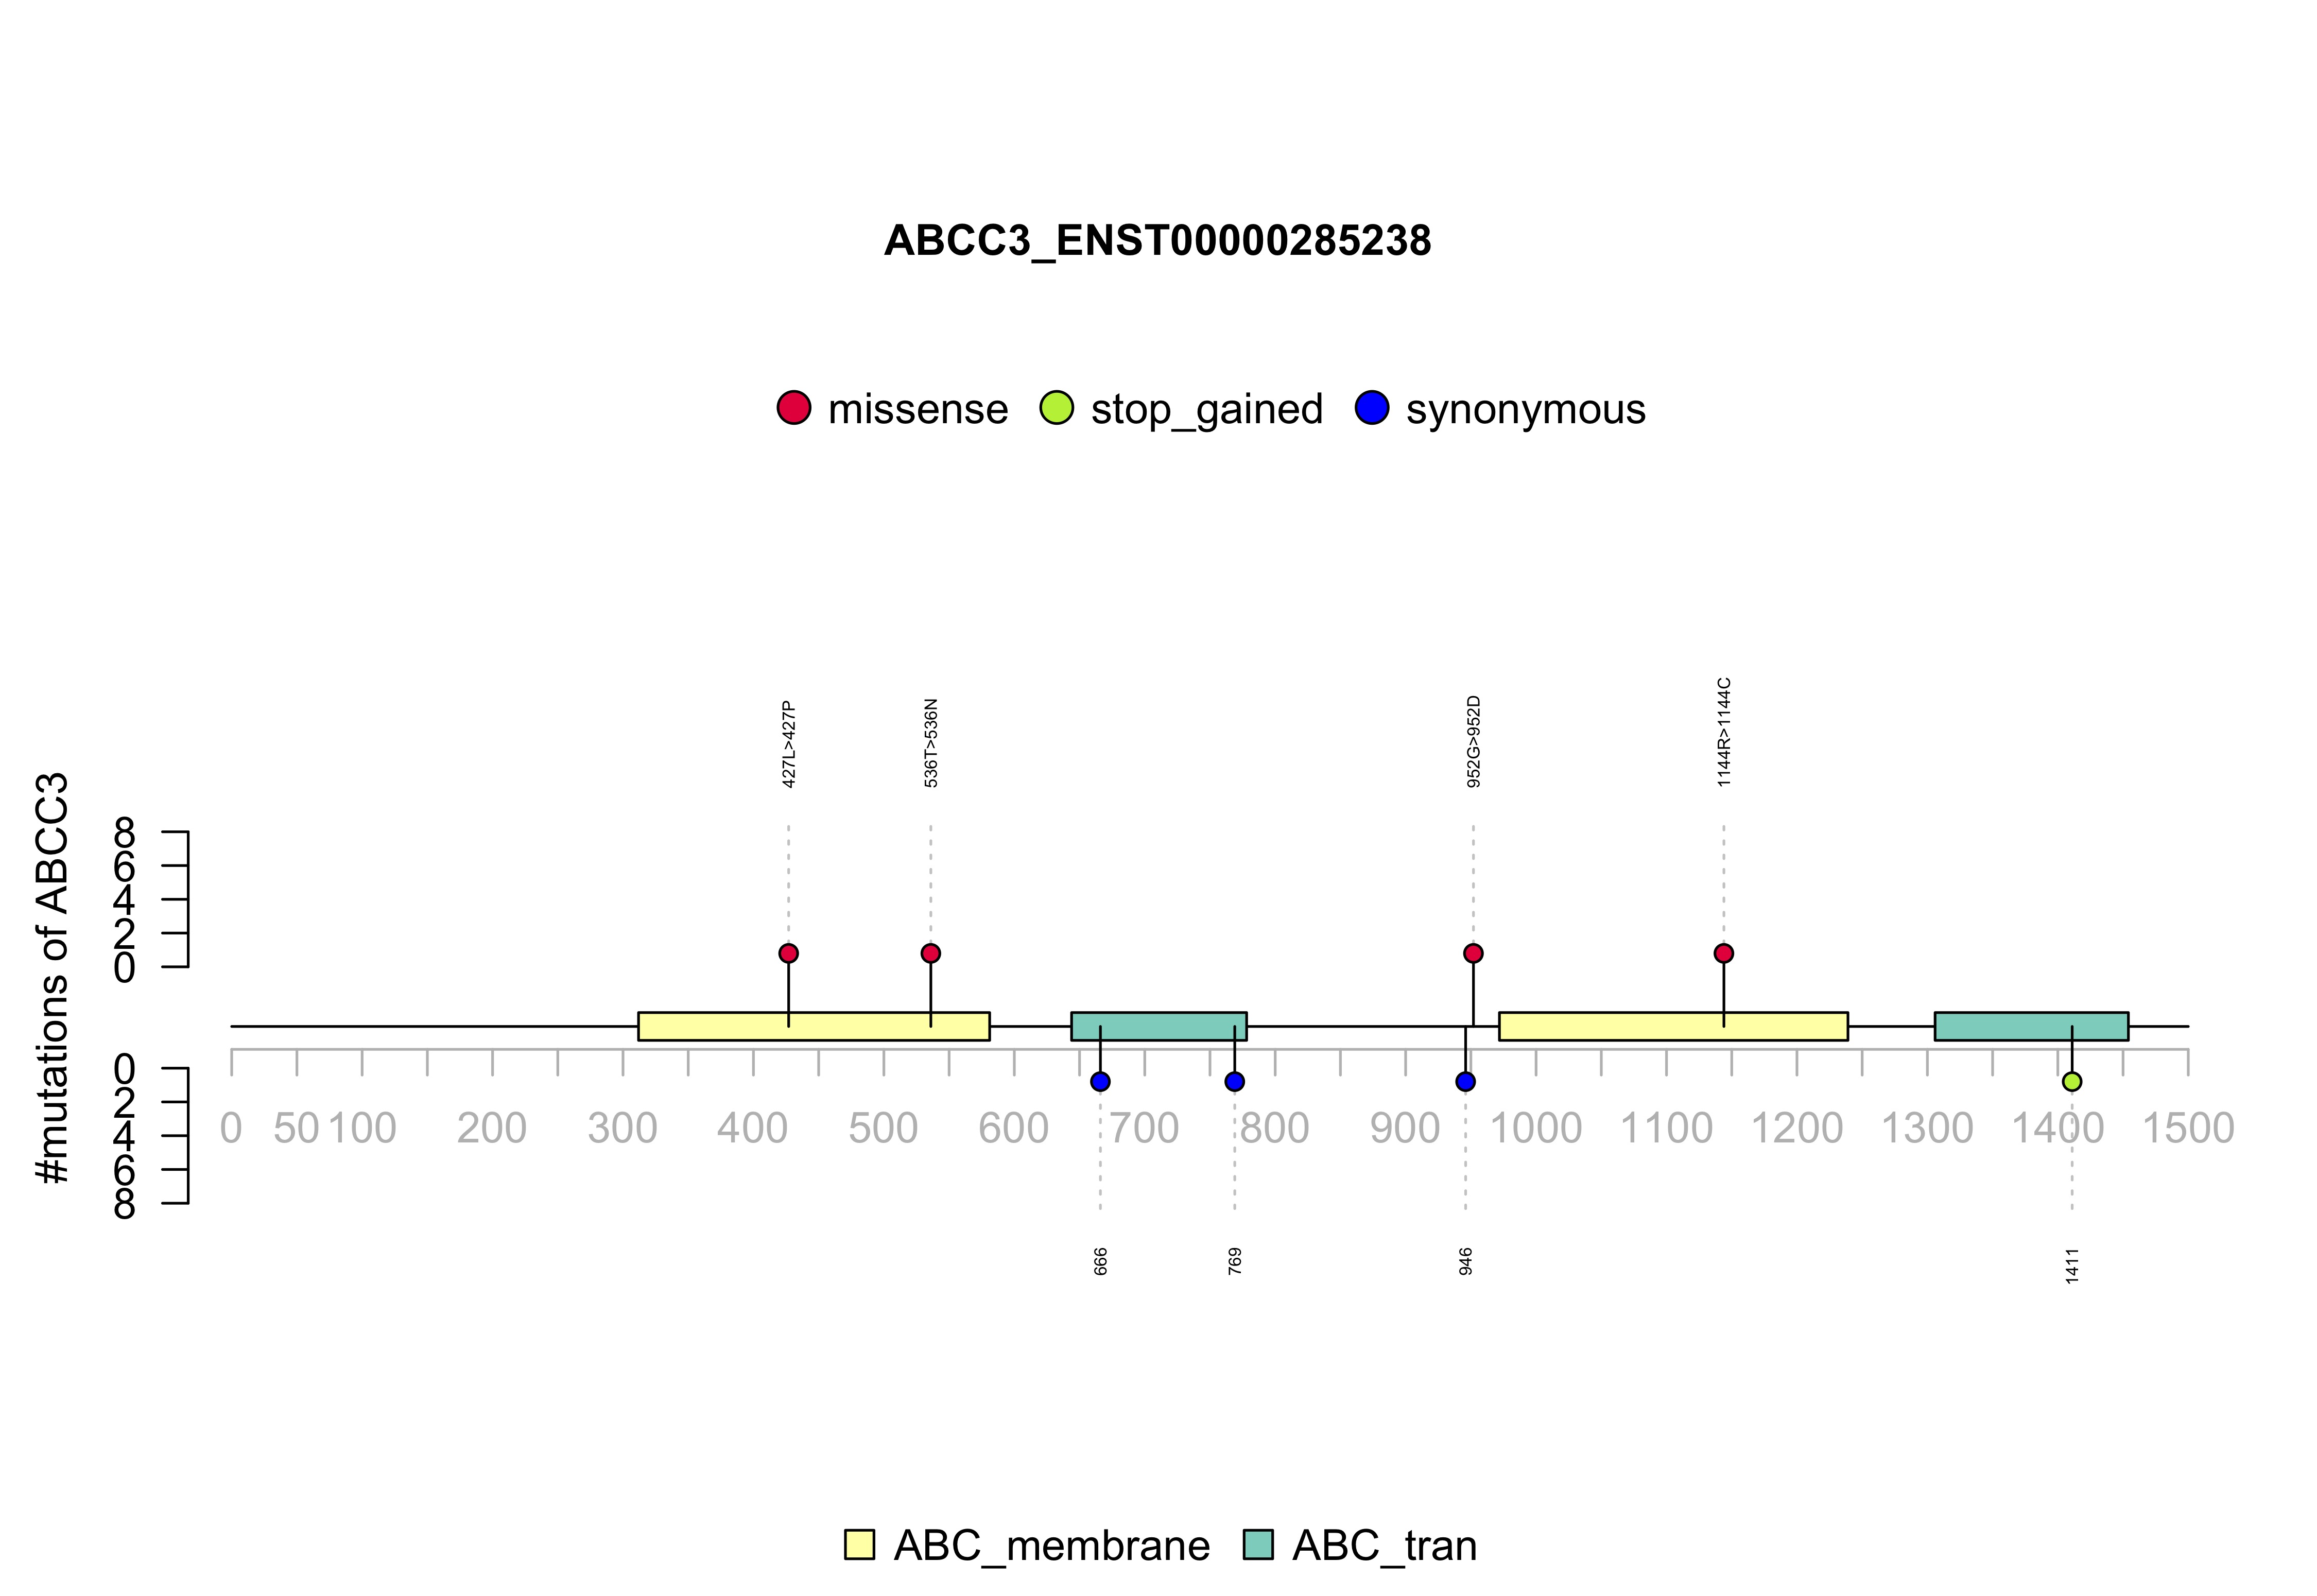 ABCC3_ENST00000285238
missense stop_gained synonymous
427L>427P 536T>536N 952G>952D 1144R>1144C
#mutations of ABCC3
8
6
4
2
0
0
2
4
6
8
0 50 100 200 300 400 500 600 700 800 900 1000 1100 1200 1300 1400 1500
666 769 946 1411
ABC_membrane ABC_tran